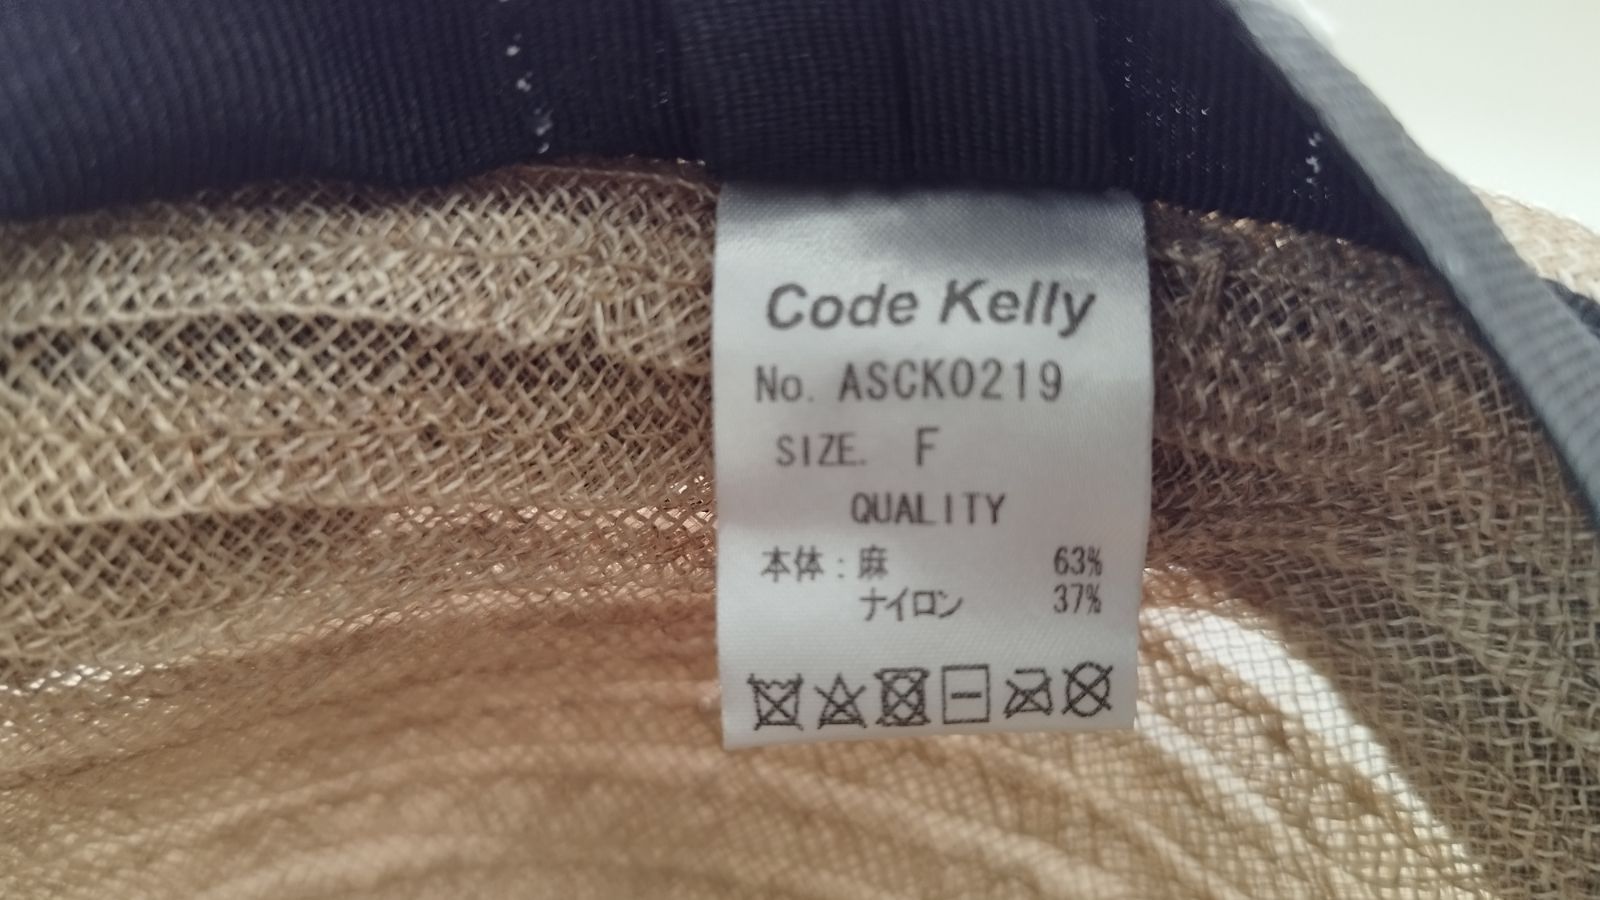 Code Kelly
No. ASCK0219
SIZE. F
QUALITY
本体：麻 63%
ナイロン 37%